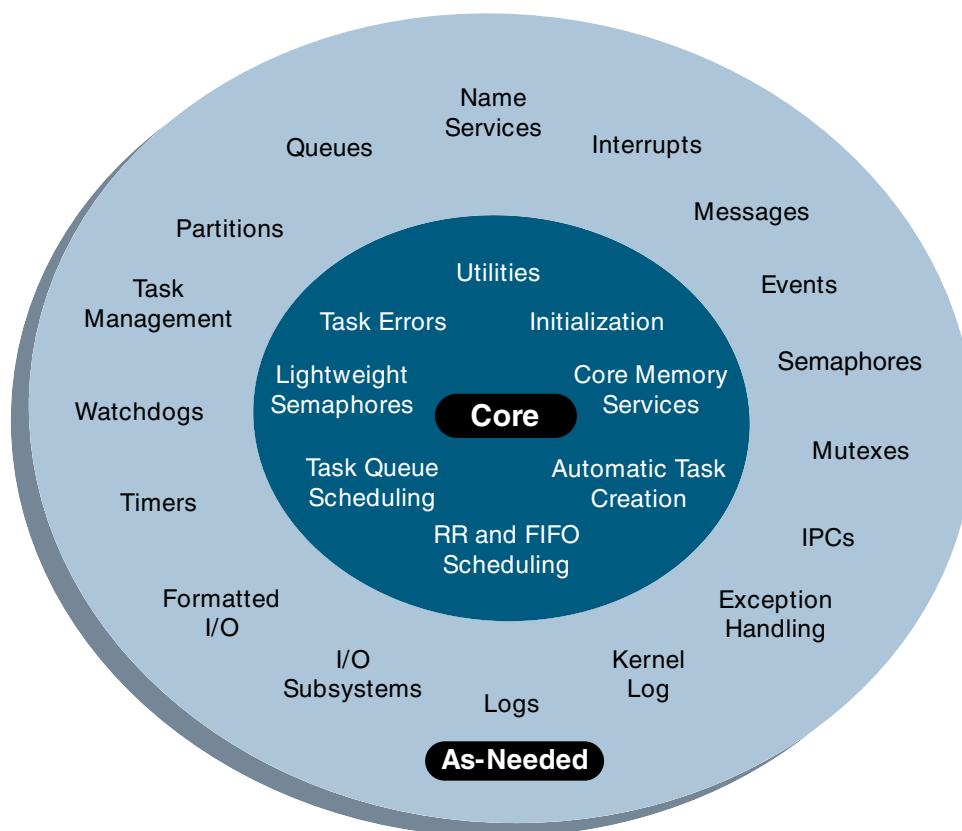 Name
Services
Queues
Interrupts
Partitions
Messages
Task
Management
Events
Watchdogs
Semaphores
Timers
Mutexes
IPCs
Formatted
I/O
Exception
Handling
I/O
Subsystems
Kernel
Log
Logs
As-Needed
Utilities
Task Errors
Initialization
Lightweight
Semaphores
Core Memory
Services
Core
Task Queue
Scheduling
Automatic Task
Creation
RR and FIFO
Scheduling